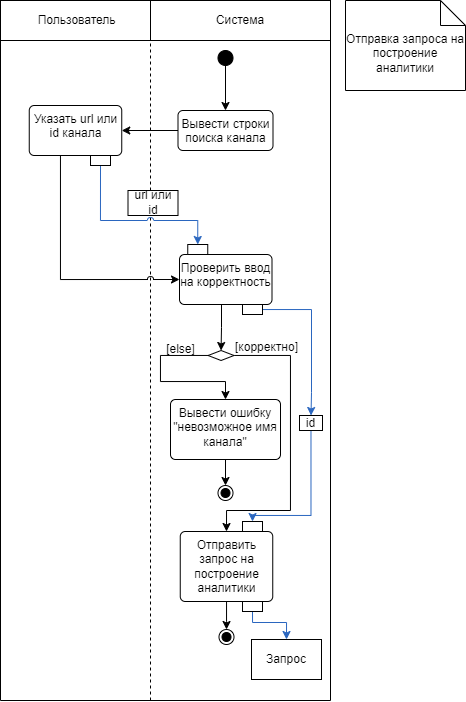 Пользователь
Система
Отправка запроса на
построение
аналитики
Указать url или
id канала
Вывести строки
поиска канала
url или
id
Проверить ввод
на корректность
[else]
[корректно]
Вывести ошибку
"невозможное имя
канала"
id
Отправить
запрос на
построение
аналитики
Запрос